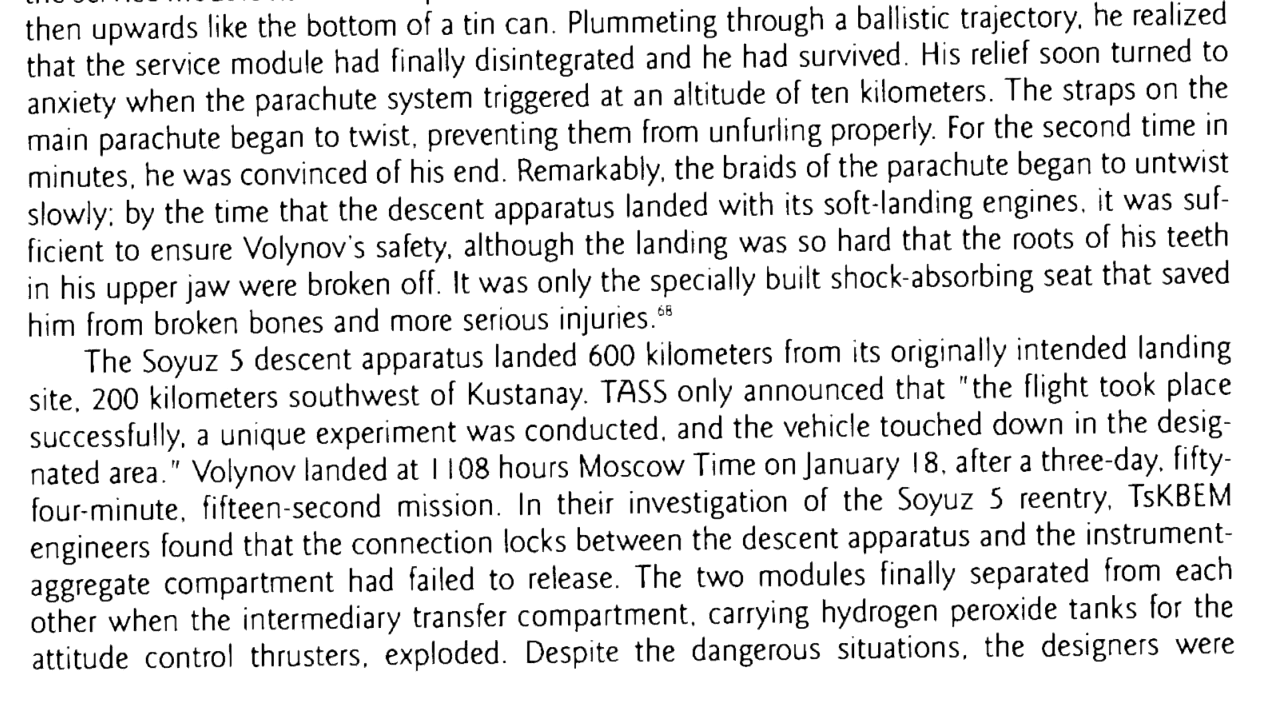 then upwards like the bottom of a tin can. Plummeting through a ballistic trajectory, he realized
that the service module had finally disintegrated and he had survived. His relief soon turned to
anxiety when the parachute system triggered at an altitude of ten kilometers. The straps on the
main parachute began to twist, preventing them from unfurling properly. For the second time in
minutes, he was convinced of his end. Remarkably, the braids of the parachute began to untwist
slowly; by the time that the descent apparatus landed with its soft-landing engines, it was suf-
ficient to ensure Volynov's safety, although the landing was so hard that the roots of his teeth
in his upper jaw were broken off. It was only the specially built shock-absorbing seat that saved
him from broken bones and more serious injuries.⁶⁸
The Soyuz 5 descent apparatus landed 600 kilometers from its originally intended landing
site, 200 kilometers southwest of Kustanay. TASS only announced that "the flight took place
successfully, a unique experiment was conducted, and the vehicle touched down in the desig-
nated area." Volynov landed at 1108 hours Moscow Time on January 18, after a three-day, fifty-
four-minute, fifteen-second mission. In their investigation of the Soyuz 5 reentry, TsKBEM
engineers found that the connection locks between the descent apparatus and the instrument-
aggregate compartment had failed to release. The two modules finally separated from each
other when the intermediary transfer compartment, carrying hydrogen peroxide tanks for the
attitude control thrusters, exploded. Despite the dangerous situations, the designers were